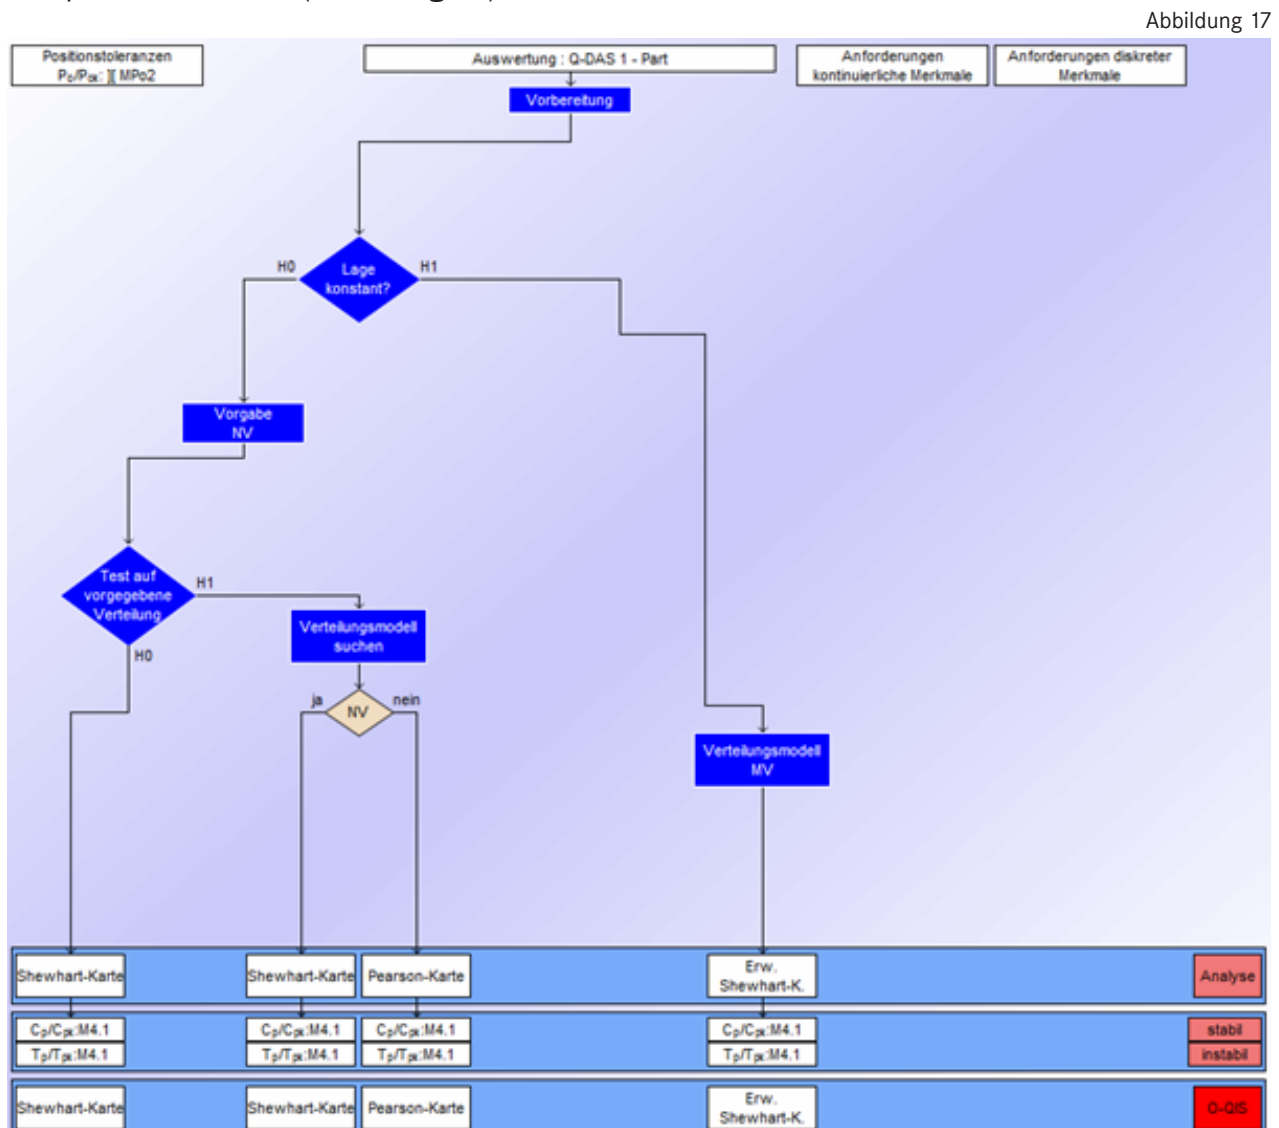 Abbildung 17
Positionstoleranzen
Po/Pok: ][ MPo2
Auswertung : Q-DAS 1 - Part
Anforderungen
kontinuierliche Merkmale
Anforderungen diskreter
Merkmale
Vorbereitung
H0
Lage
konstant?
H1
Vorgabe
NV
Test auf
vorgegebene
Verteilung
H1
H0
Verteilungsmodell
suchen
ja
NV
nein
Verteilungsmodell
MV
Shewhart-Karte
Shewhart-Karte
Pearson-Karte
Erw.
Shewhart-K.
Analyse
Cp/Cpk:M4.1
Cp/Cpk:M4.1
Cp/Cpk:M4.1
Cp/Cpk:M4.1
stabil
Tp/Tpk:M4.1
Tp/Tpk:M4.1
Tp/Tpk:M4.1
Tp/Tpk:M4.1
instabil
Shewhart-Karte
Shewhart-Karte
Pearson-Karte
Erw.
Shewhart-K.
O-QIS